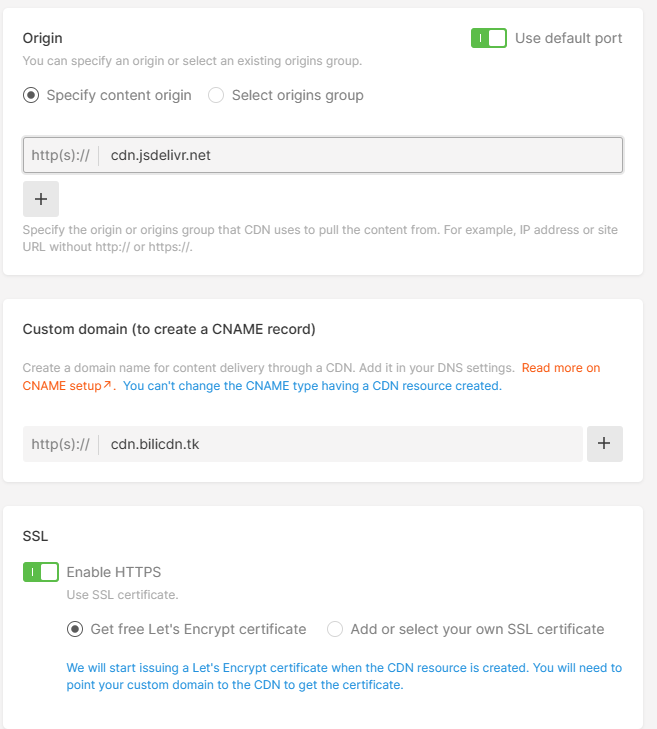 Origin
Use default port
You can specify an origin or select an existing origins group.
Specify content origin
Select origins group
http(s)://
cdn.jsdelivr.net
+
Specify the origin or origins group that CDN uses to pull the content from. For example, IP address or site
URL without http:// or https://.
Custom domain (to create a CNAME record)
Create a domain name for content delivery through a CDN. Add it in your DNS settings. Read more on
CNAME setup↗. You can't change the CNAME type having a CDN resource created.
http(s)://
cdn.bilicdn.tk
+
SSL
Enable HTTPS
Use SSL certificate.
Get free Let's Encrypt certificate
Add or select your own SSL certificate
We will start issuing a Let's Encrypt certificate when the CDN resource is created. You will need to
point your custom domain to the CDN to get the certificate.